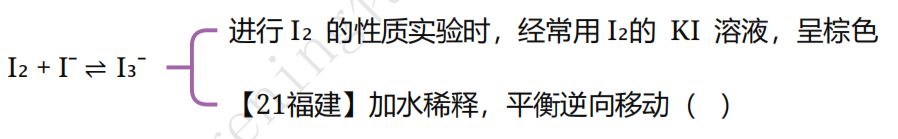 进行 I₂ 的性质实验时，经常用 I₂的 KI 溶液，呈棕色
I₂ + I⁻ ⇌ I₃⁻
【21福建】加水稀释，平衡逆向移动（ ）